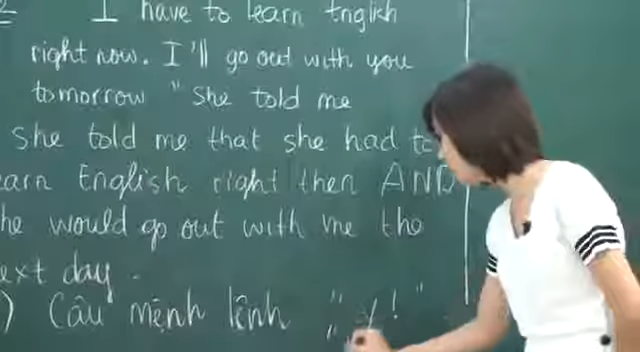 I have to learn English
right now. I'll go out with you
tomorrow " She told me
She told me that she had to
earn English right then AND
he would go out with me the
ext day.
) Câu mệnh lệnh " V! "
"